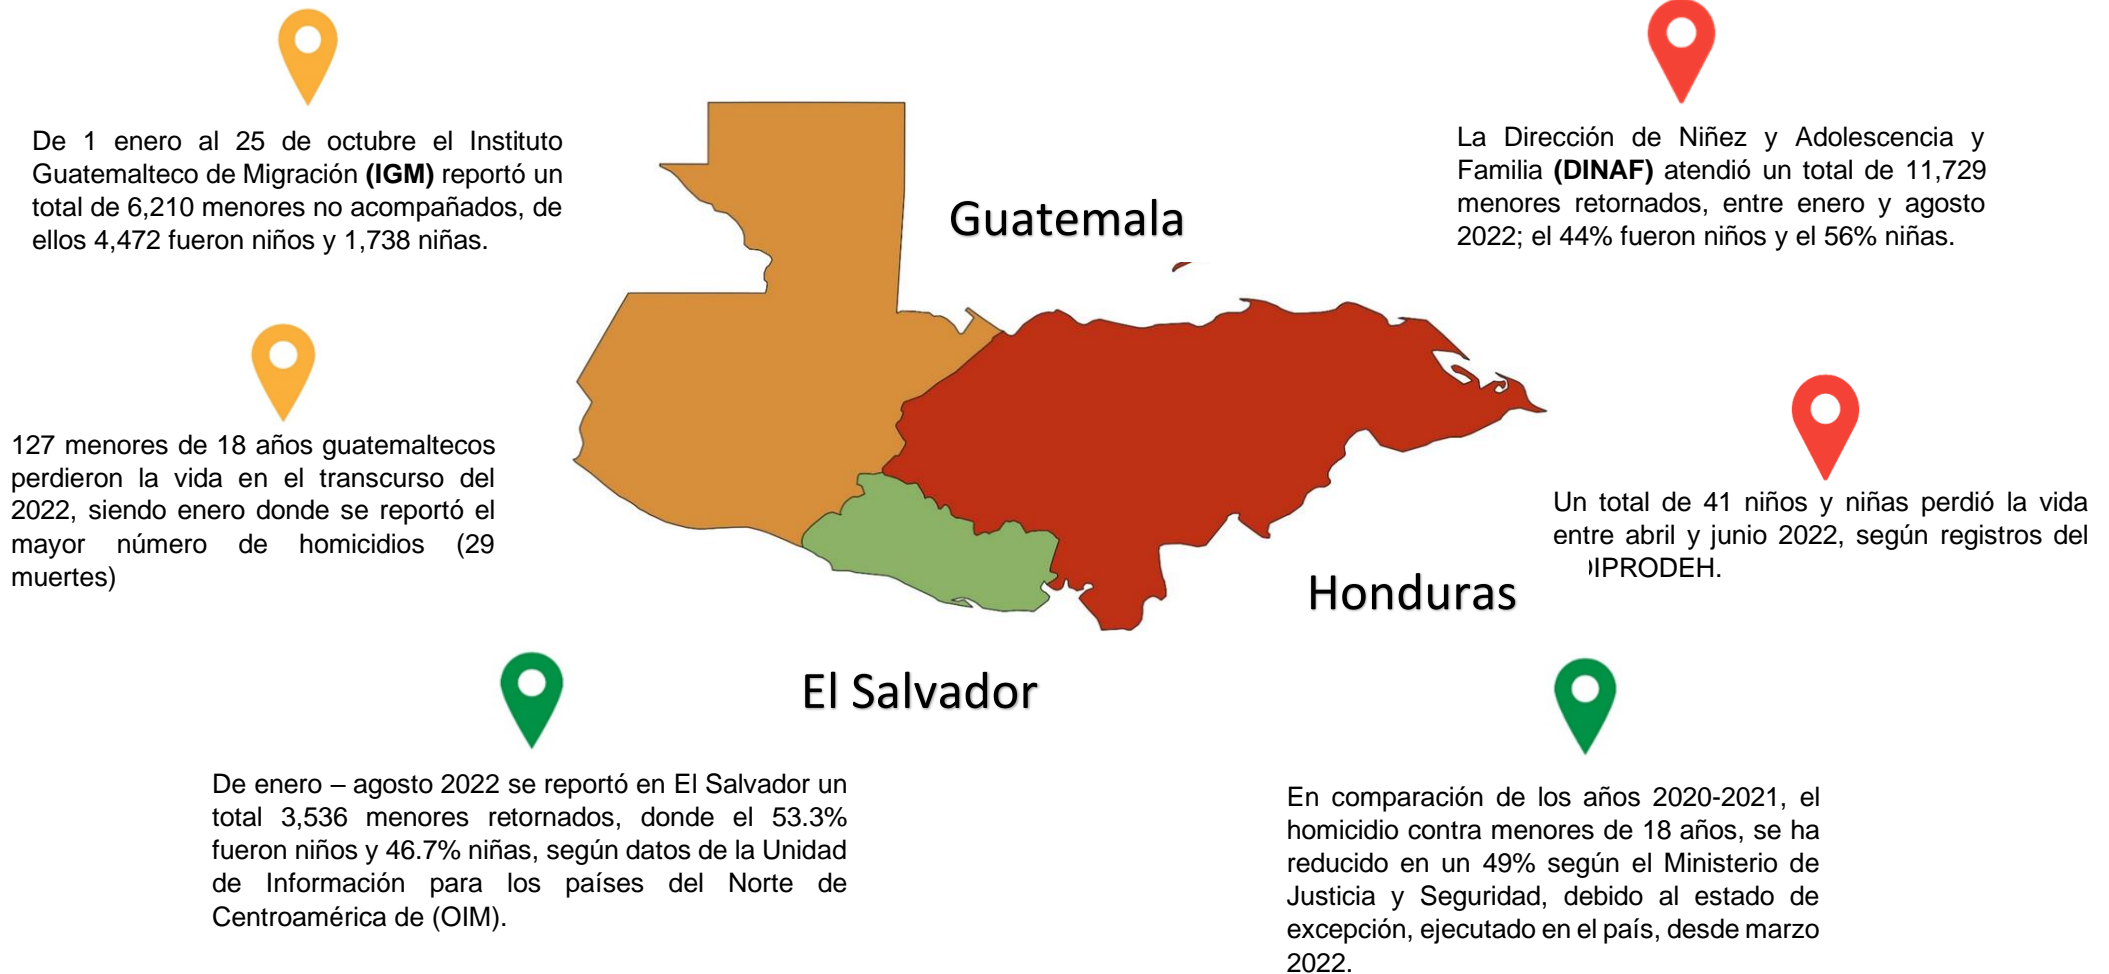 De 1 enero al 25 de octubre el Instituto
Guatemalteco de Migración (IGM) reportó un
total de 6,210 menores no acompañados, de
ellos 4,472 fueron niños y 1,738 niñas.
La Dirección de Niñez y Adolescencia y
Familia (DINAF) atendió un total de 11,729
menores retornados, entre enero y agosto
2022; el 44% fueron niños y el 56% niñas.
Guatemala
127 menores de 18 años guatemaltecos
perdieron la vida en el transcurso del
2022, siendo enero donde se reportó el
mayor número de homicidios (29
muertes)
Un total de 41 niños y niñas perdió la vida
entre abril y junio 2022, según registros del
IPRODEH.
Honduras
El Salvador
De enero – agosto 2022 se reportó en El Salvador un
total 3,536 menores retornados, donde el 53.3%
fueron niños y 46.7% niñas, según datos de la Unidad
de Información para los países del Norte de
Centroamérica de (OIM).
En comparación de los años 2020-2021, el
homicidio contra menores de 18 años, se ha
reducido en un 49% según el Ministerio de
Justicia y Seguridad, debido al estado de
excepción, ejecutado en el país, desde marzo
2022.